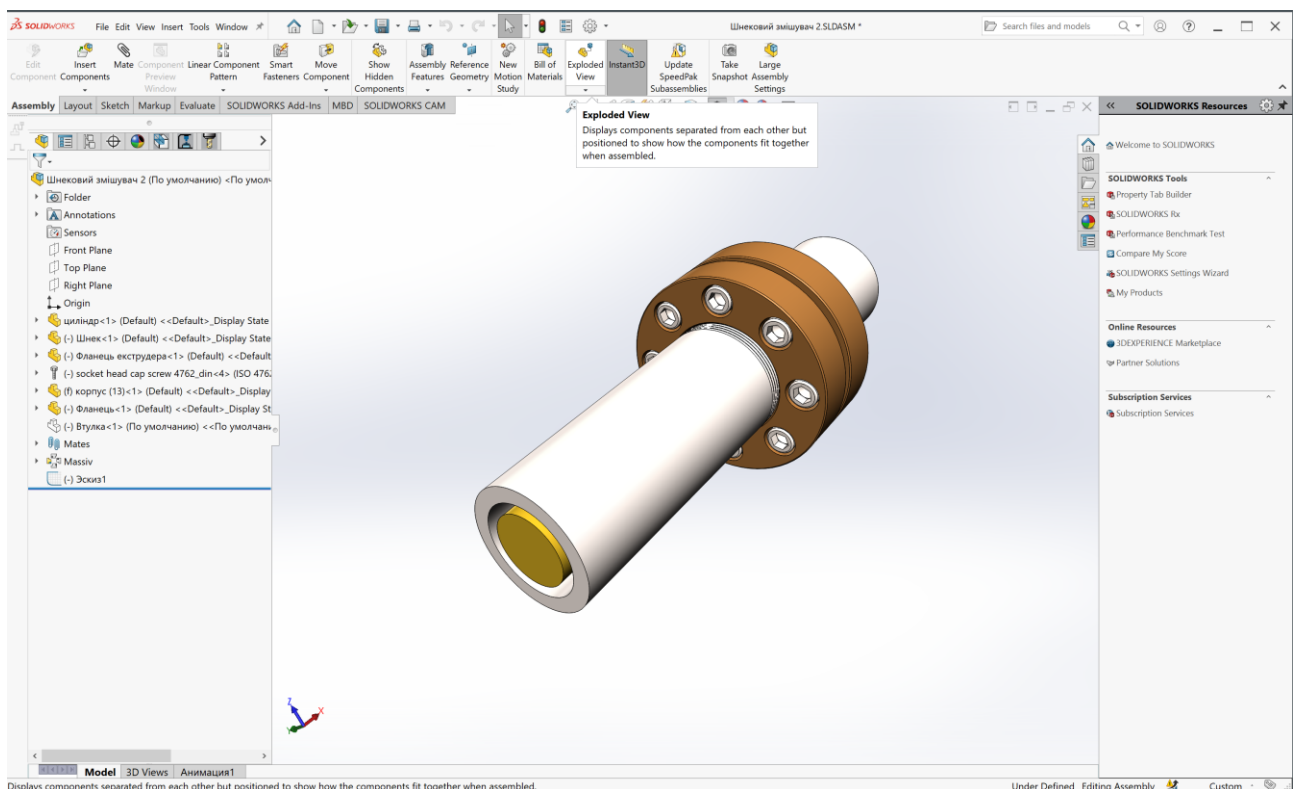 SOLIDWORKS File Edit View Insert Tools Window
Шнековий змішувач 2.SLDASM *
Search files and models
Edit Component
Insert Components
Mate
Component Preview Window
Linear Component Pattern
Smart Fasteners
Move Component
Show Hidden Components
Assembly Features
Reference Geometry
New Motion Study
Bill of Materials
Exploded View
Instant3D
Update SpeedPak Subassemblies
Take Snapshot
Large Assembly Settings
Assembly Layout Sketch Markup Evaluate SOLIDWORKS Add-Ins MBD SOLIDWORKS CAM
Exploded View
Displays components separated from each other but
positioned to show how the components fit together
when assembled.
Шнековий змішувач 2 (По умолчанию) <По умолч
Folder
Annotations
Sensors
Front Plane
Top Plane
Right Plane
Origin
циліндр<1> (Default) <<Default>_Display State
(-) Шнек<1> (Default) <<Default>_Display State
(-) Фланець екструдера<1> (Default) <<Default
(-) socket head cap screw 4762_din<4> (ISO 476
(f) корпус (13)<1> (Default) <<Default>_Display
(-) Фланець<1> (Default) <<Default>_Display St
(-) Втулка<1> (По умолчанию) <<По умолчан
Mates
Massiv
(-) Эскиз1
SOLIDWORKS Resources
Welcome to SOLIDWORKS
SOLIDWORKS Tools
Property Tab Builder
SOLIDWORKS Rx
Performance Benchmark Test
Compare My Score
SOLIDWORKS Settings Wizard
My Products
Online Resources
3DEXPERIENCE Marketplace
Partner Solutions
Subscription Services
Subscription Services
Z
X
Y
Model 3D Views Анимация1
Displays components separated from each other but positioned to show how the components fit together when assembled.
Under Defined Editing Assembly Custom